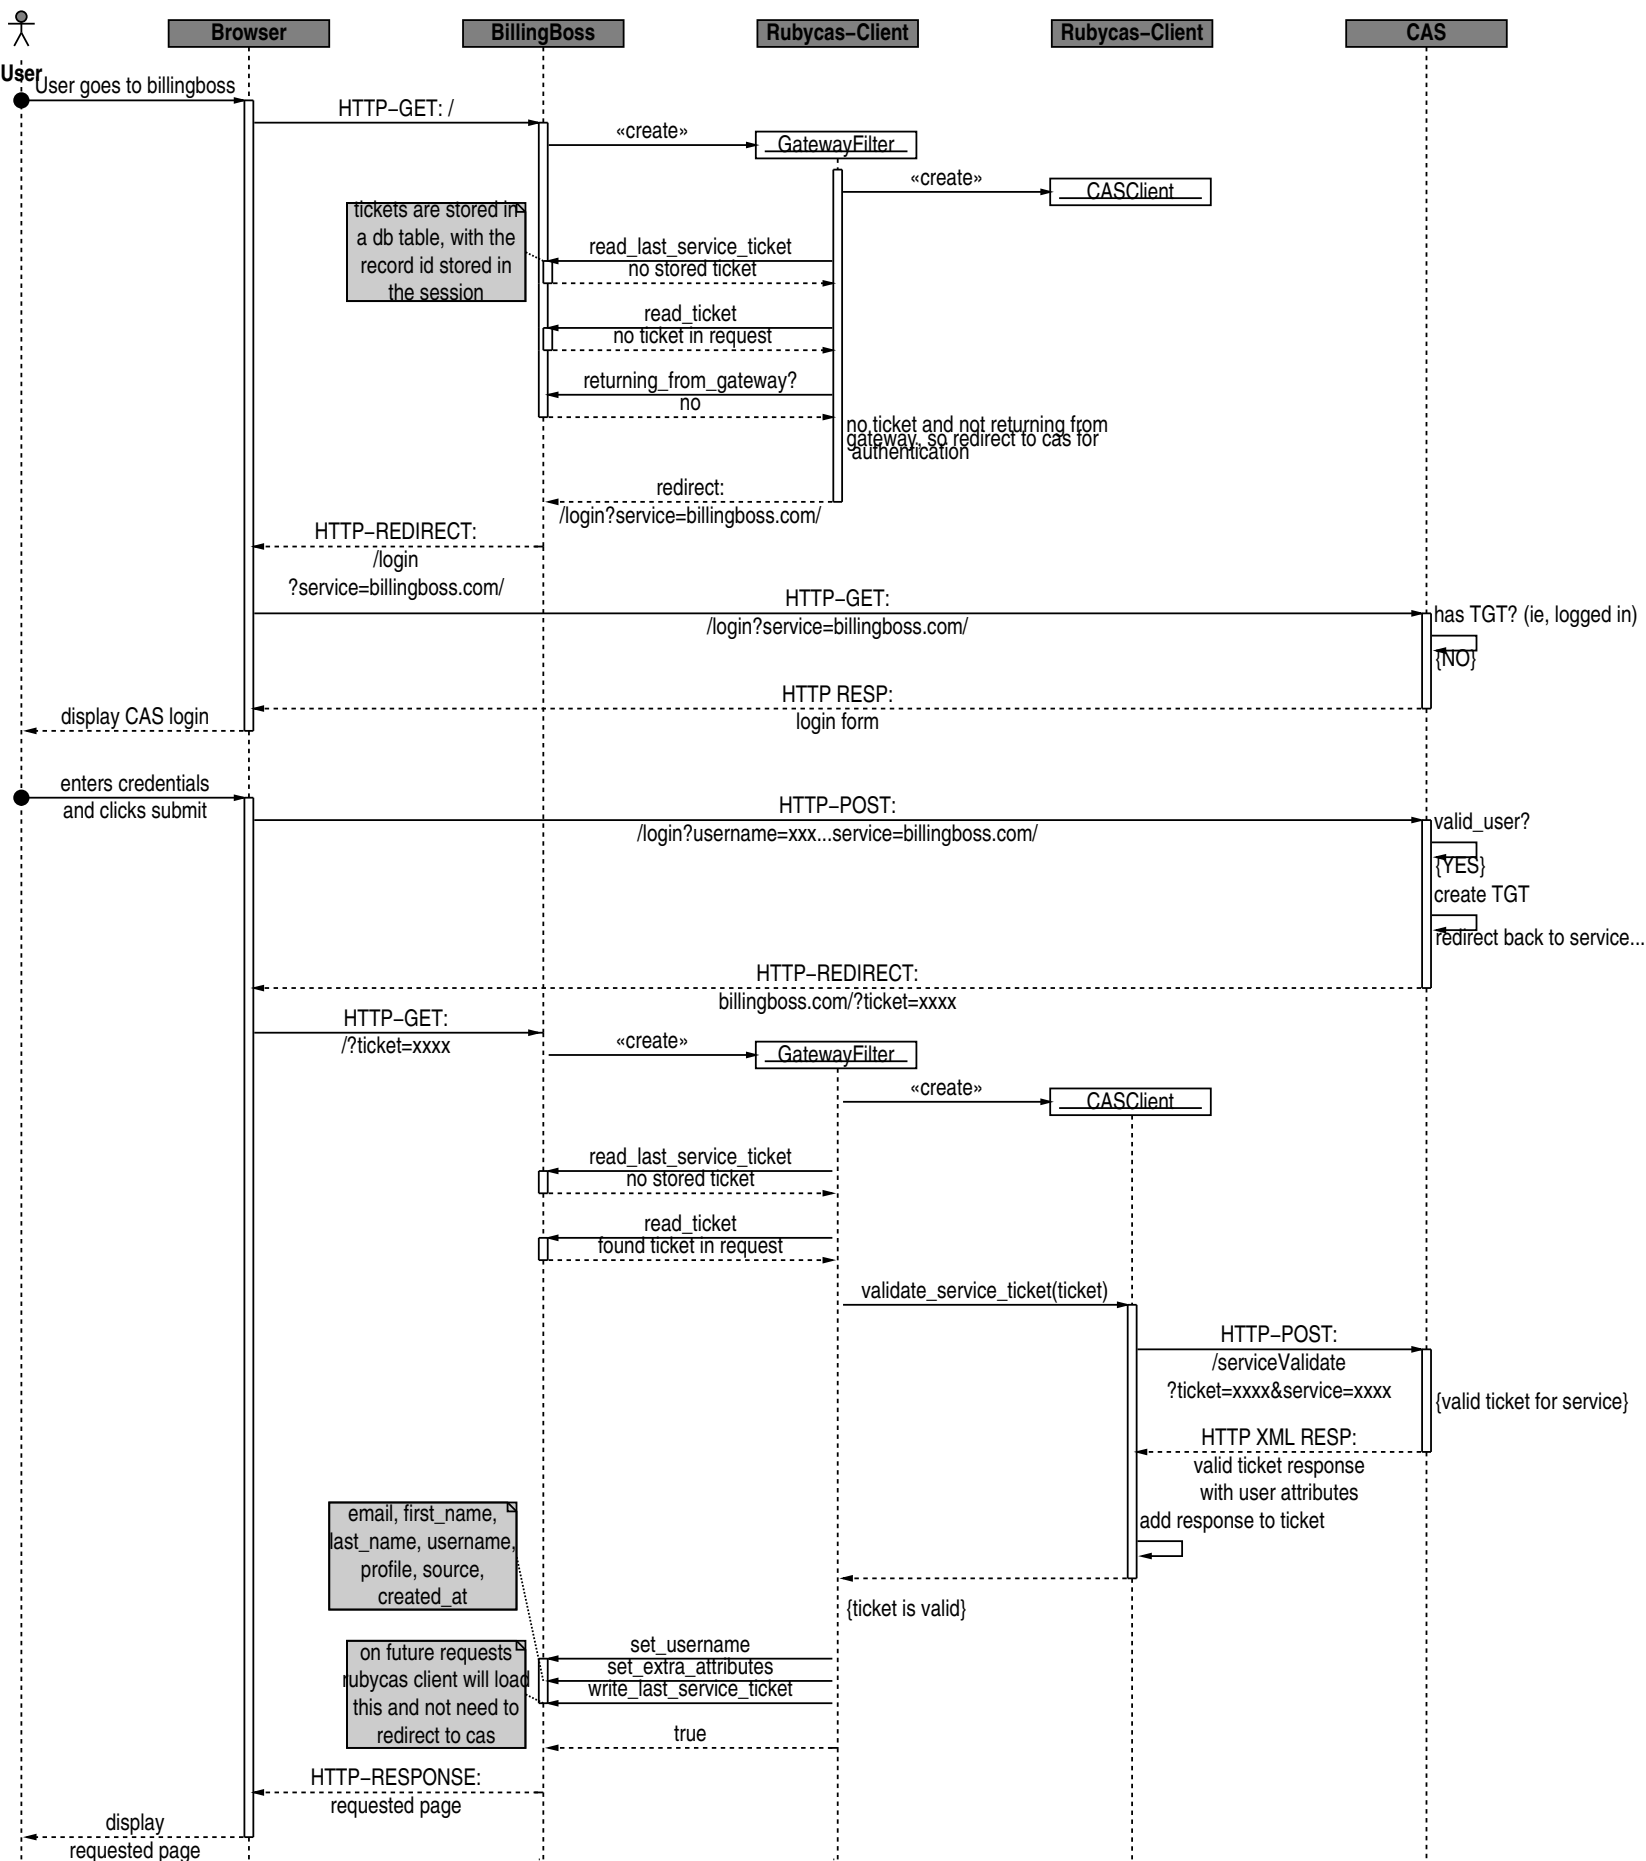 Browser
BillingBoss
Rubycas–Client
Rubycas–Client
CAS
User
User goes to billingboss
HTTP–GET: /
«create»
GatewayFilter
«create»
CASClient
tickets are stored in
a db table, with the
record id stored in
the session
read_last_service_ticket
no stored ticket
read_ticket
no ticket in request
returning_from_gateway?
no
no ticket and not returning from
gateway, so redirect to cas for
authentication
redirect:
/login?service=billingboss.com/
HTTP–REDIRECT:
/login
?service=billingboss.com/
HTTP–GET:
/login?service=billingboss.com/
has TGT? (ie, logged in)
{NO}
HTTP RESP:
login form
display CAS login
enters credentials
and clicks submit
HTTP–POST:
/login?username=xxx...service=billingboss.com/
valid_user?
{YES}
create TGT
redirect back to service...
HTTP–REDIRECT:
billingboss.com/?ticket=xxxx
HTTP–GET:
/?ticket=xxxx
«create»
GatewayFilter
«create»
CASClient
read_last_service_ticket
no stored ticket
read_ticket
found ticket in request
validate_service_ticket(ticket)
HTTP–POST:
/serviceValidate
?ticket=xxxx&service=xxxx
{valid ticket for service}
HTTP XML RESP:
valid ticket response
with user attributes
add response to ticket
email, first_name,
last_name, username,
profile, source,
created_at
{ticket is valid}
on future requests
rubycas client will load
this and not need to
redirect to cas
set_username
set_extra_attributes
write_last_service_ticket
true
HTTP–RESPONSE:
requested page
display
requested page